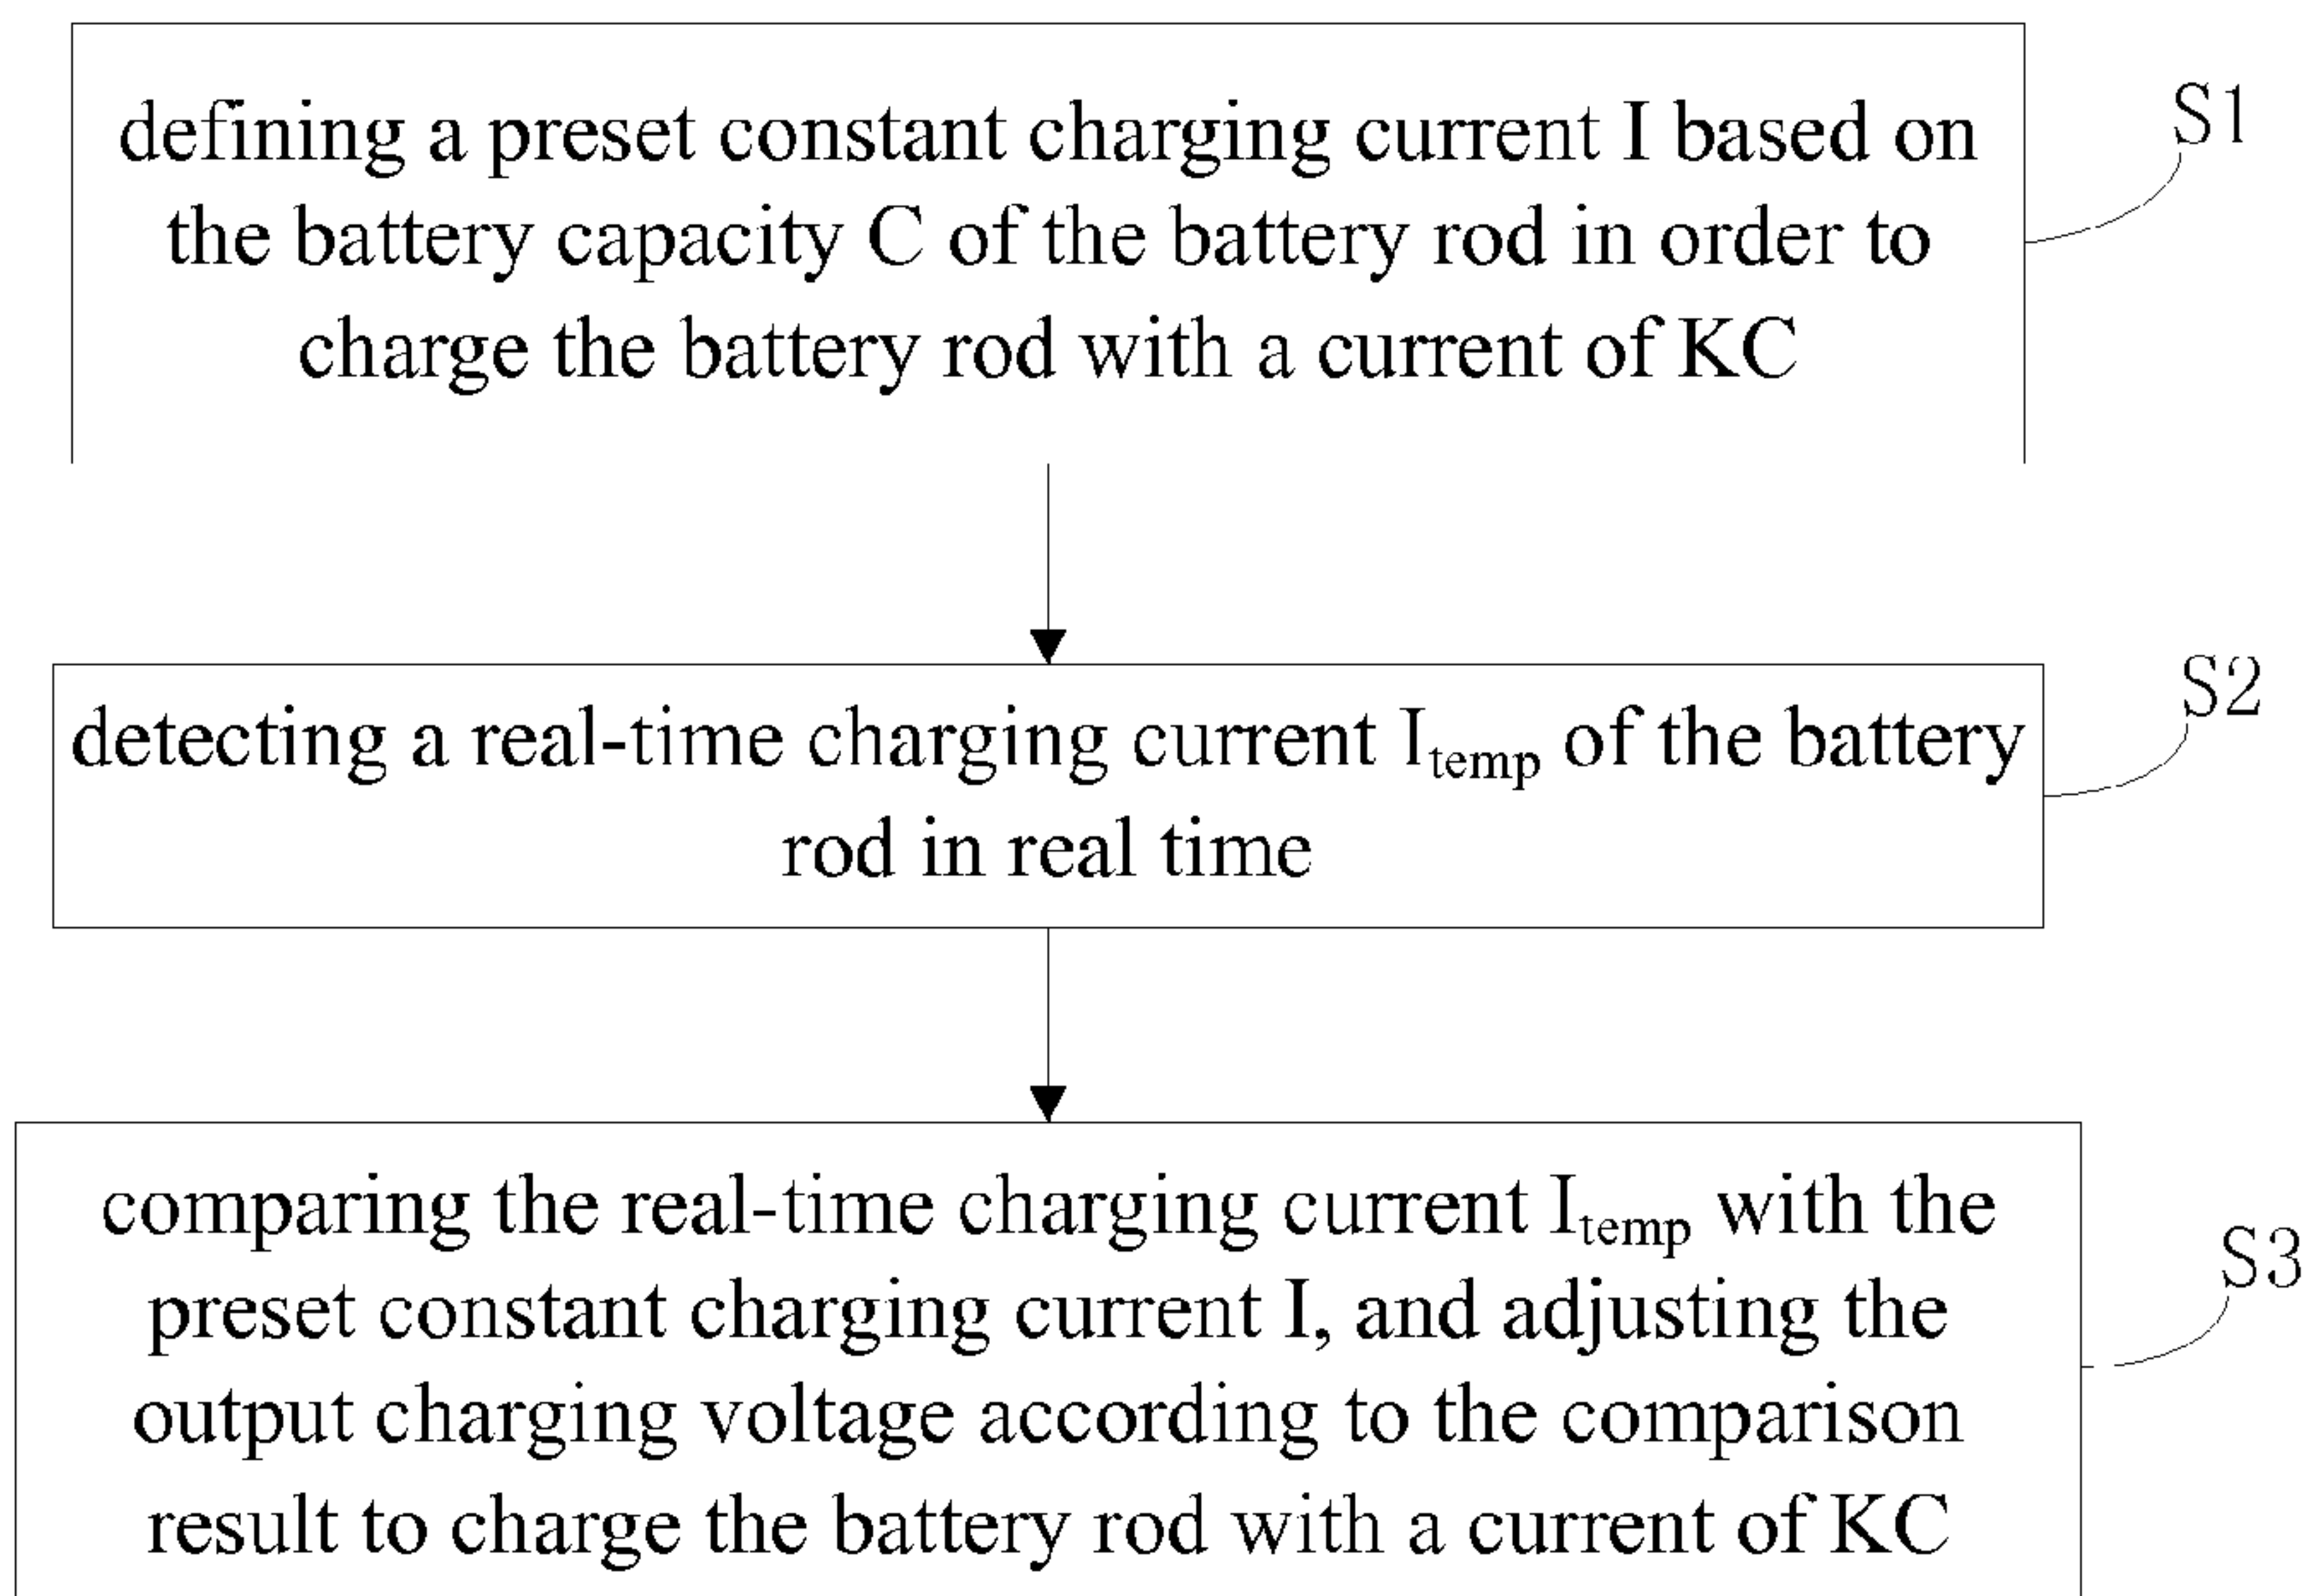 defining a preset constant charging current I based on
the battery capacity C of the battery rod in order to
charge the battery rod with a current of KC
S1
detecting a real-time charging current Itemp of the battery
rod in real time
S2
comparing the real-time charging current Itemp with the
preset constant charging current I, and adjusting the
output charging voltage according to the comparison
result to charge the battery rod with a current of KC
S3